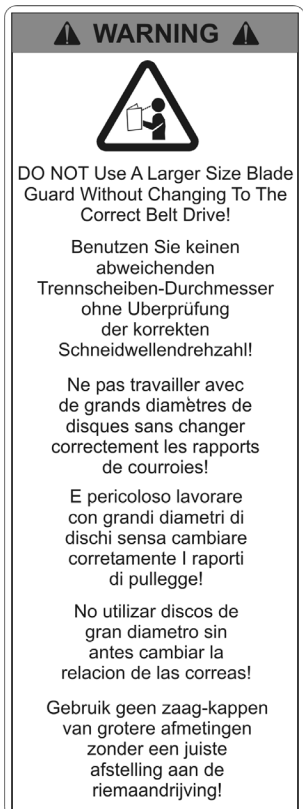 WARNING
DO NOT Use A Larger Size Blade
Guard Without Changing To The
Correct Belt Drive!
Benutzen Sie keinen
abweichenden
Trennscheiben-Durchmesser
ohne Uberprüfung
der korrekten
Schneidwellendrehzahl!
Ne pas travailler avec
de grands diamètres de
disques sans changer
correctement les rapports
de courroies!
E pericoloso lavorare
con grandi diametri di
dischi sensa cambiare
corretamente I raporti
di pullegge!
No utilizar discos de
gran diametro sin
antes cambiar la
relacion de las correas!
Gebruik geen zaag-kappen
van grotere afmetingen
zonder een juiste
afstelling aan de
riemaandrijving!